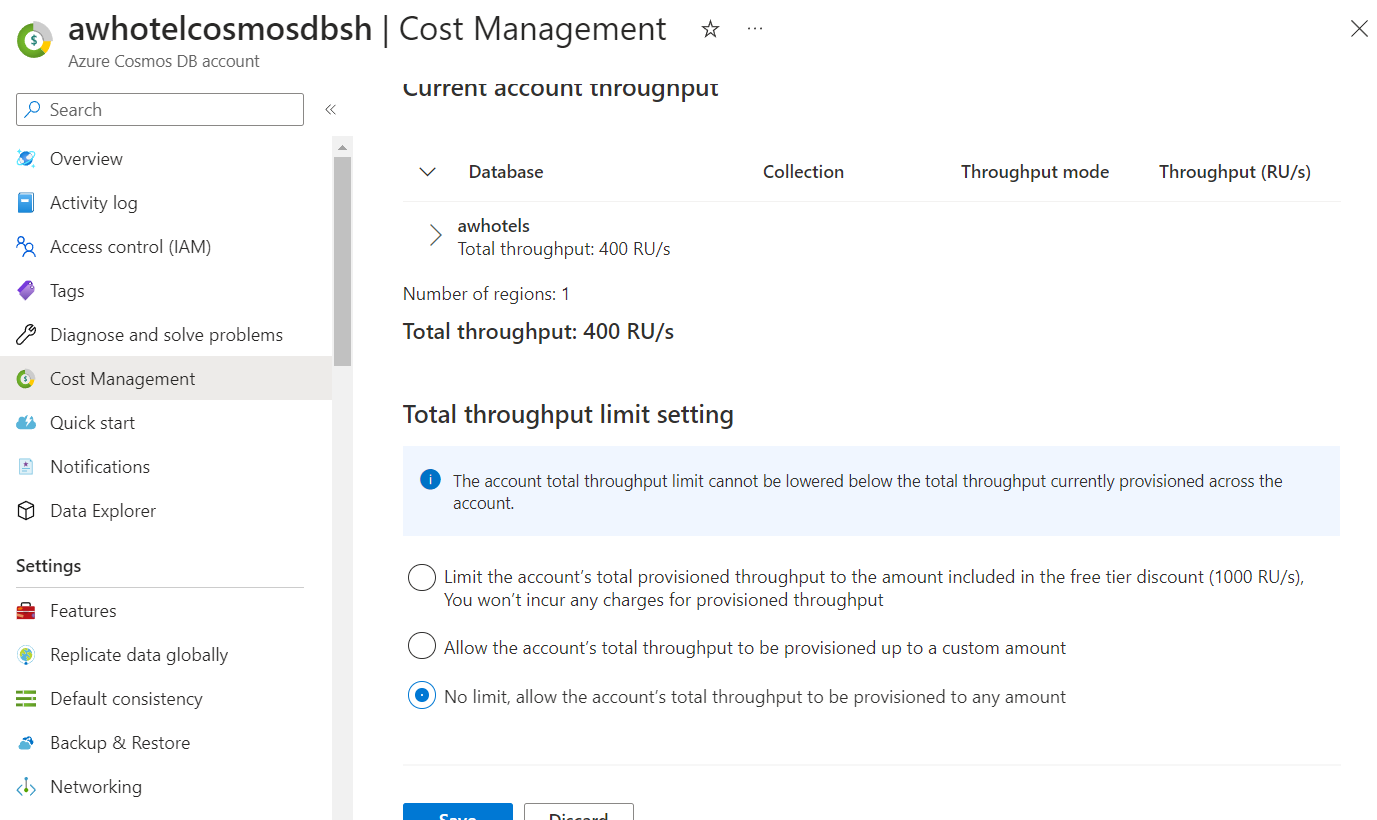 awhotelcosmosdbsh | Cost Management
Azure Cosmos DB account
Search
Overview
Activity log
Access control (IAM)
Tags
Diagnose and solve problems
Cost Management
Quick start
Notifications
Data Explorer
Settings
Features
Replicate data globally
Default consistency
Backup & Restore
Networking
Current account throughput
Database Collection Throughput mode Throughput (RU/s)
awhotels
Total throughput: 400 RU/s
Number of regions: 1
Total throughput: 400 RU/s
Total throughput limit setting
The account total throughput limit cannot be lowered below the total throughput currently provisioned across the
account.
Limit the account’s total provisioned throughput to the amount included in the free tier discount (1000 RU/s),
You won’t incur any charges for provisioned throughput
Allow the account’s total throughput to be provisioned up to a custom amount
No limit, allow the account’s total throughput to be provisioned to any amount
Save Discard